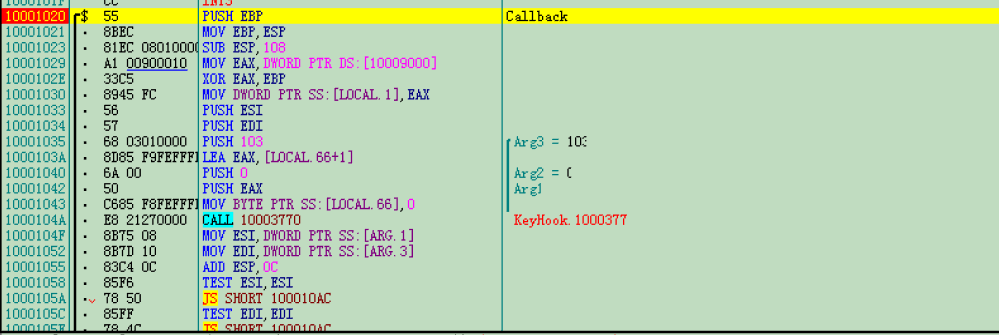 1000101F CC INT3
10001020 $ 55 PUSH EBP Callback
10001021 · 8BEC MOV EBP,ESP
10001023 · 81EC 08010000 SUB ESP,108
10001029 · A1 00900010 MOV EAX,DWORD PTR DS:[10009000]
1000102E · 33C5 XOR EAX,EBP
10001030 · 8945 FC MOV DWORD PTR SS:[LOCAL.1],EAX
10001033 · 56 PUSH ESI
10001034 · 57 PUSH EDI
10001035 · 68 03010000 PUSH 103 Arg3 = 103
1000103A · 8D85 F9FEFFFF LEA EAX,[LOCAL.66+1]
10001040 · 6A 00 PUSH 0 Arg2 = 0
10001042 · 50 PUSH EAX Arg1
10001043 · C685 F8FEFFFF MOV BYTE PTR SS:[LOCAL.66],0
1000104A · E8 21270000 CALL 10003770 KeyHook.1000377
1000104F · 8B75 08 MOV ESI,DWORD PTR SS:[ARG.1]
10001052 · 8B7D 10 MOV EDI,DWORD PTR SS:[ARG.3]
10001055 · 83C4 0C ADD ESP,0C
10001058 · 85F6 TEST ESI,ESI
1000105A · 78 50 JS SHORT 100010AC
1000105C · 85FF TEST EDI,EDI
1000105E · 78 4C JS SHORT 100010AC